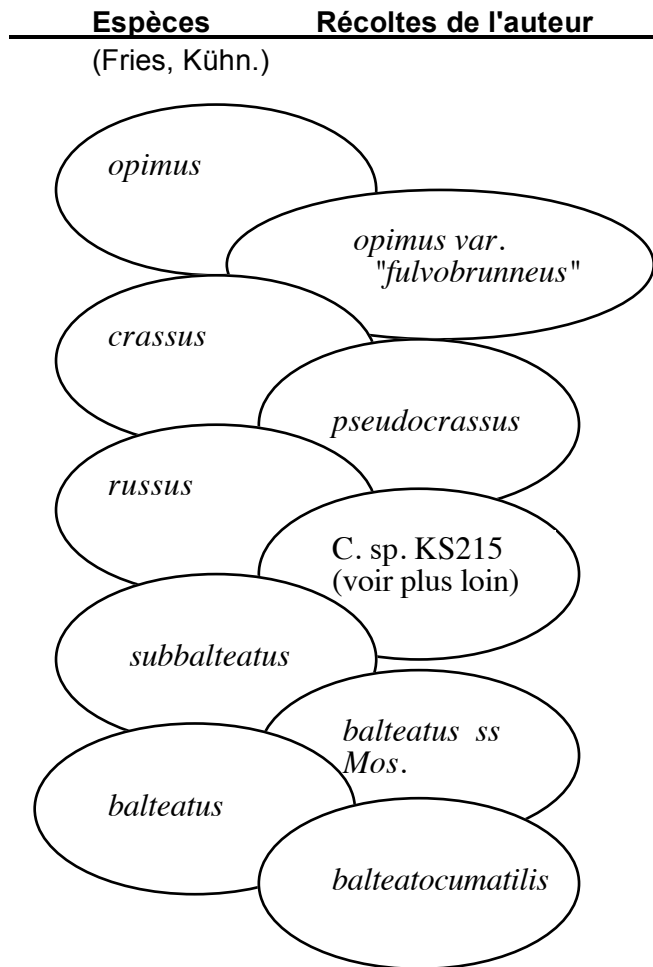 Espèces Récoltes de l'auteur
(Fries, Kühn.)
opimus
opimus var.
"fulvobrunneus"
crassus
pseudocrassus
russus
C. sp. KS215
(voir plus loin)
subbalteatus
balteatus ss
Mos.
balteatus
balteatocumatilis